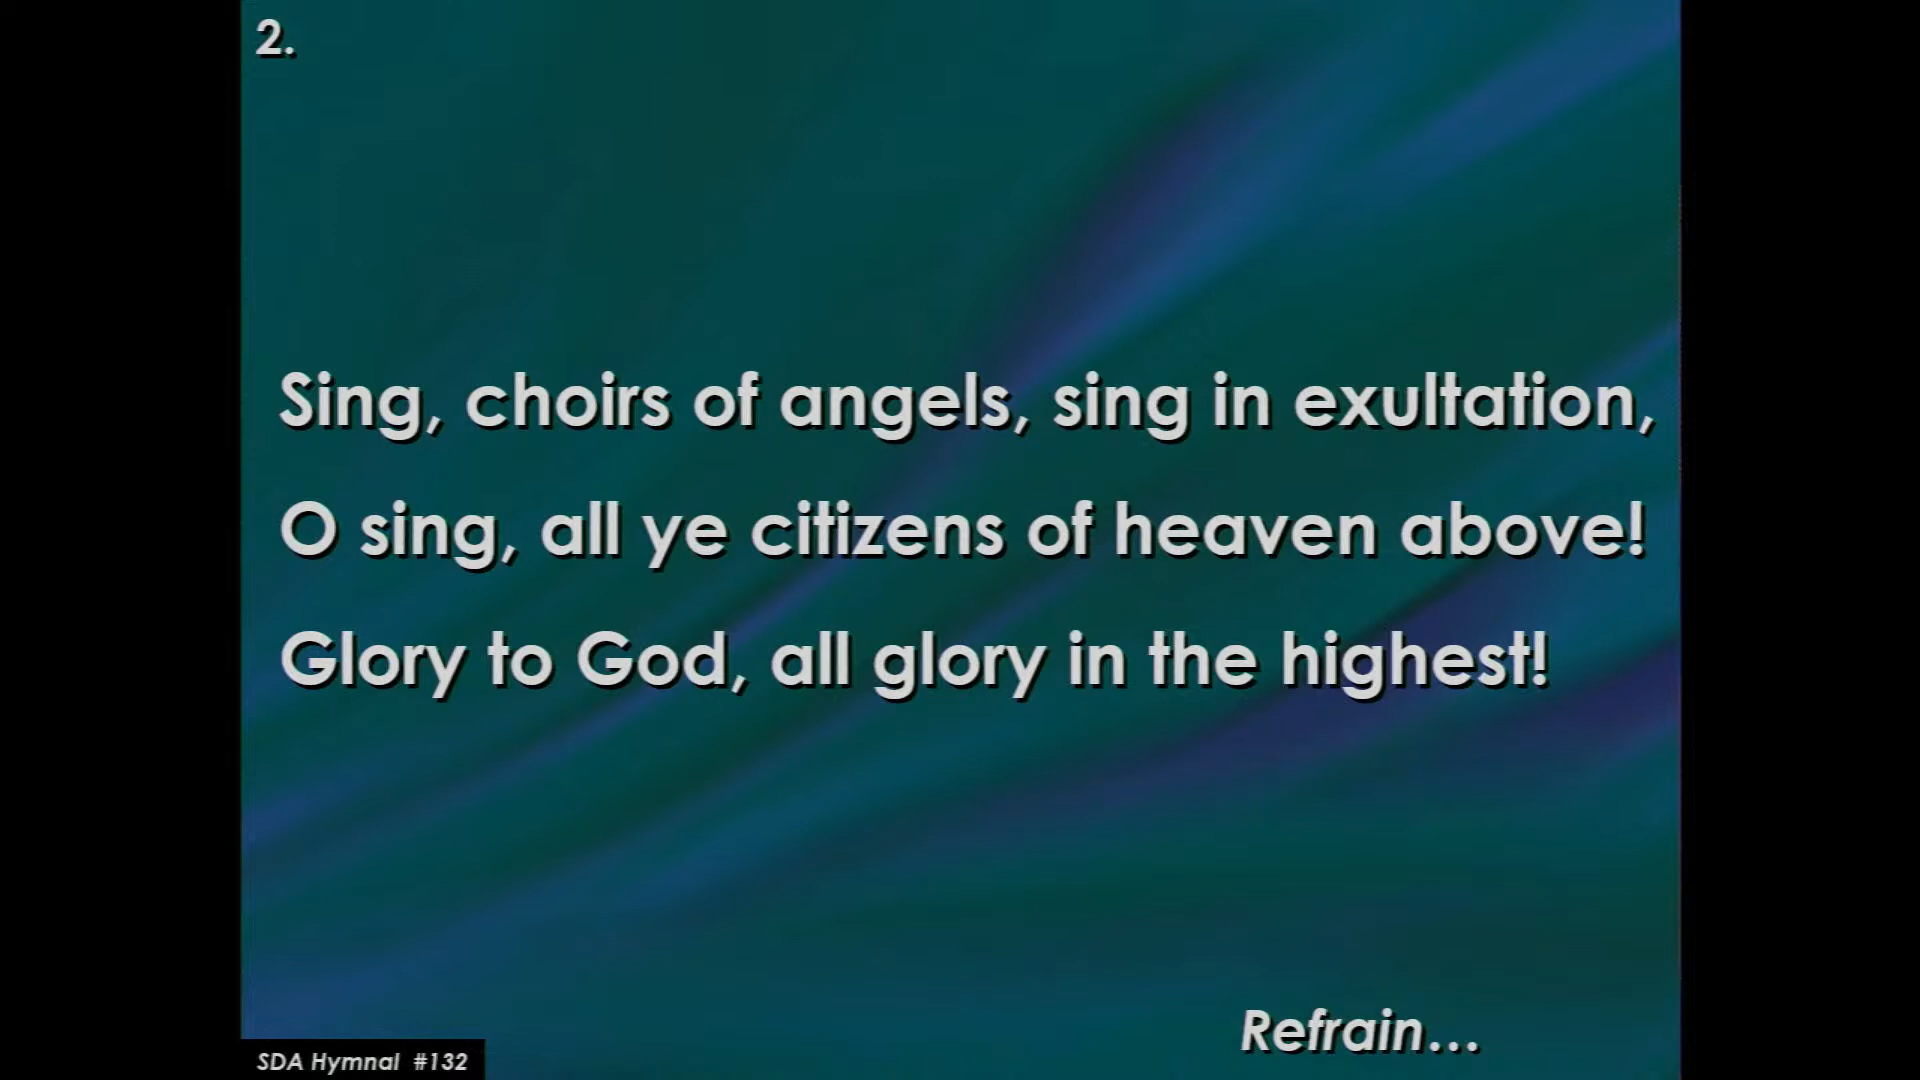 2.
Sing, choirs of angels, sing in exultation,
O sing, all ye citizens of heaven above!
Glory to God, all glory in the highest!
Refrain...
SDA Hymnal #132